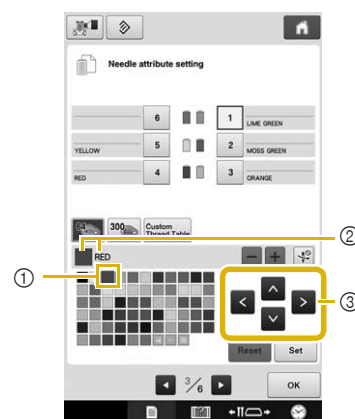 Needle attribute setting
6 1 LIME GREEN
YELLOW 5 2 MOSS GREEN
RED 4 3 ORANGE
64 300 Custom
Thread Table
②
RED
①
③
Reset Set
3/6 OK